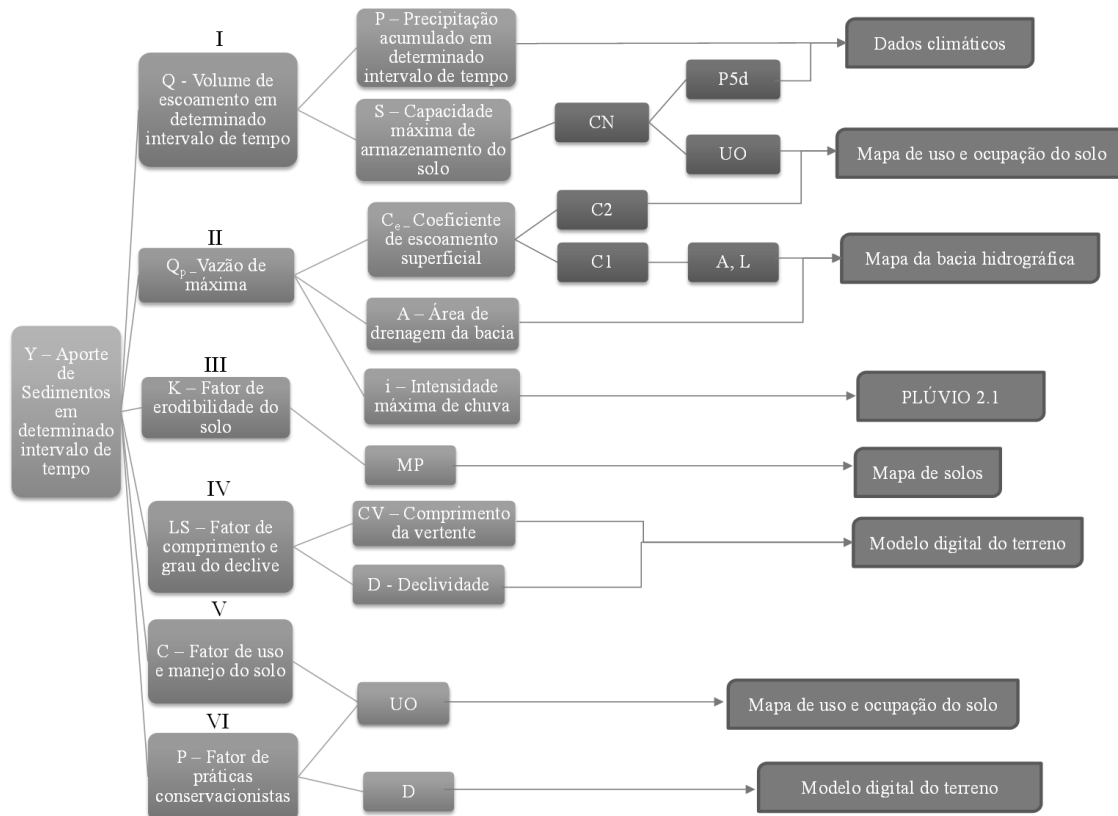 I
Q - Volume de
escoamento em
determinado
intervalo de tempo
P – Precipitação
acumulado em
determinado
intervalo de tempo
Dados climáticos
S – Capacidade
máxima de
armazenamento do
solo
CN
P5d
UO
Mapa de uso e ocupação do solo
II
Qp_Vazão de
máxima
Ce_Coeficiente
de escoamento
superficial
C2
C1
A, L
Mapa da bacia hidrográfica
A – Área de
drenagem da bacia
i – Intensidade
máxima de chuva
PLÚVIO 2.1
Y – Aporte
de
Sedimentos
em
determinado
intervalo de
tempo
III
K – Fator de
erodibilidade do
solo
MP
Mapa de solos
IV
LS – Fator de
comprimento e
grau do declive
CV – Comprimento
da vertente
D - Declividade
Modelo digital do terreno
V
C – Fator de uso
e manejo do solo
UO
Mapa de uso e ocupação do solo
VI
P – Fator de
práticas
conservacionistas
D
Modelo digital do terreno